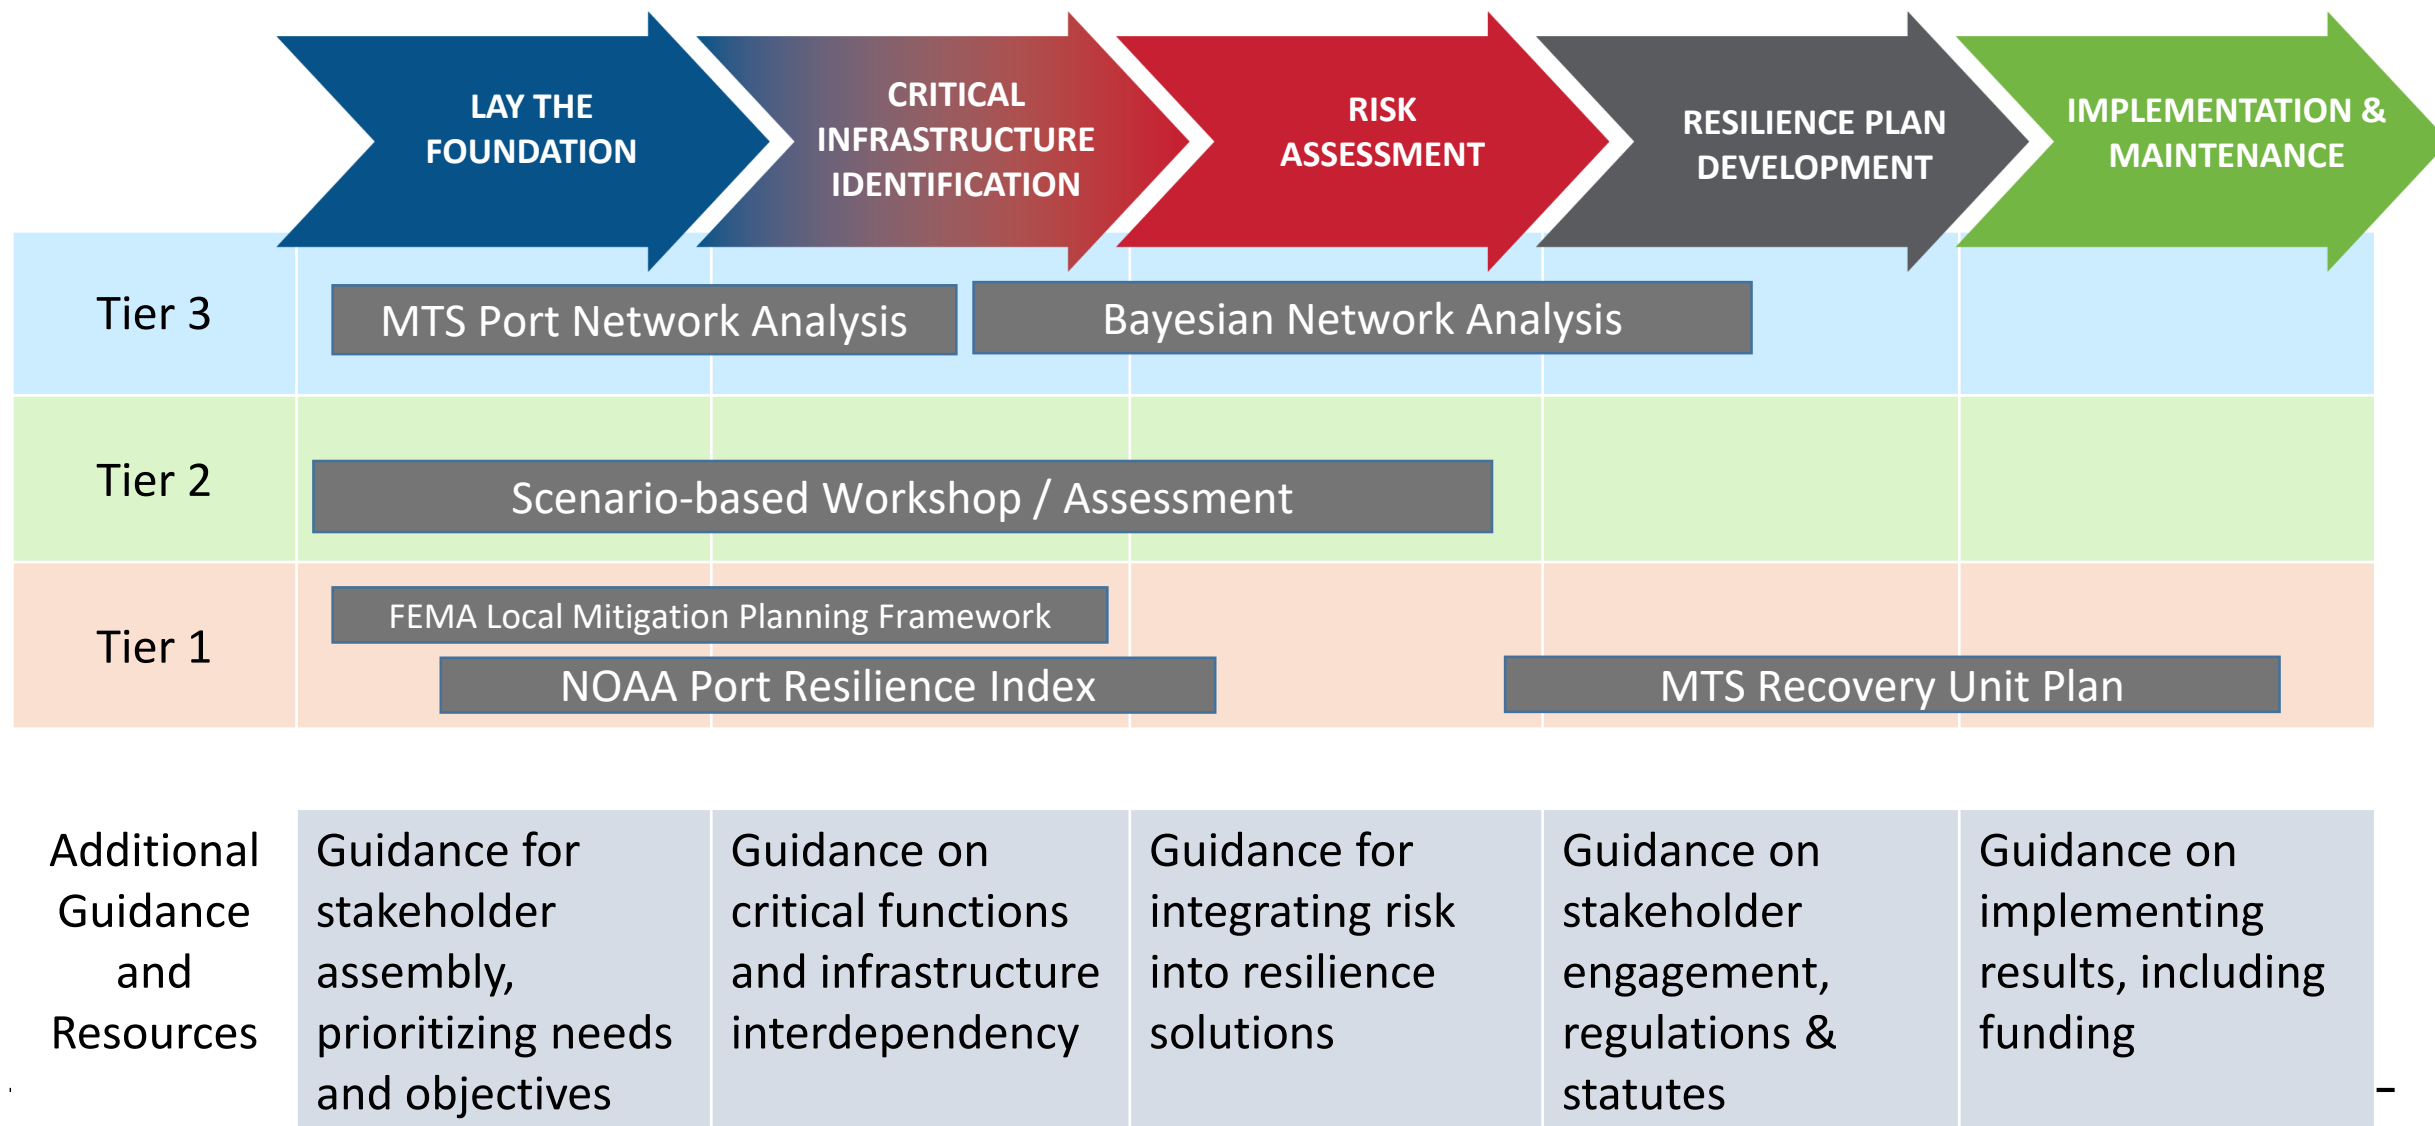 LAY THE
FOUNDATION
CRITICAL
INFRASTRUCTURE
IDENTIFICATION
RISK
ASSESSMENT
RESILIENCE PLAN
DEVELOPMENT
IMPLEMENTATION &
MAINTENANCE
Tier 3
MTS Port Network Analysis
Bayesian Network Analysis
Tier 2
Scenario-based Workshop / Assessment
Tier 1
FEMA Local Mitigation Planning Framework
NOAA Port Resilience Index
MTS Recovery Unit Plan
Additional
Guidance
and
Resources
Guidance for
stakeholder
assembly,
prioritizing needs
and objectives
Guidance on
critical functions
and infrastructure
interdependency
Guidance for
integrating risk
into resilience
solutions
Guidance on
stakeholder
engagement,
regulations &
statutes
Guidance on
implementing
results, including
funding